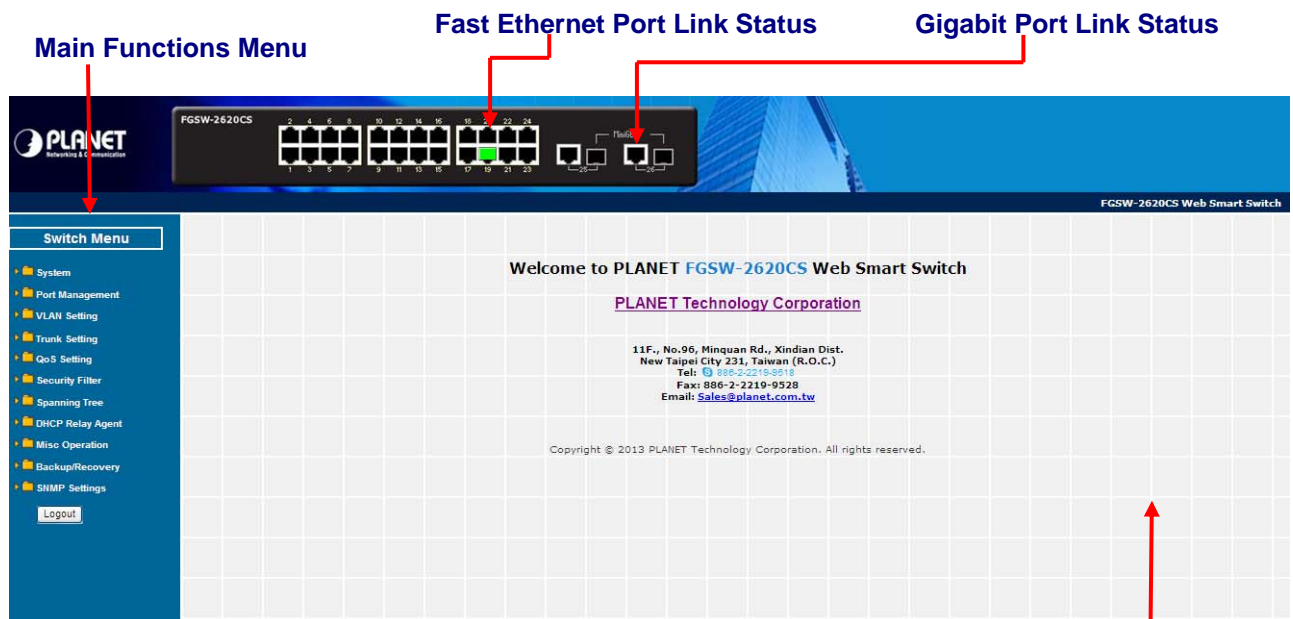 Fast Ethernet Port Link Status
Gigabit Port Link Status
Main Functions Menu
PLANET
Networking & Communication
FGSW-2620CS
2 4 6 8 10 12 14 16 18 22 24
1 3 5 7 9 11 13 15 17 19 21 23
25 26
FGSW-2620CS Web Smart Switch
Switch Menu
System
Port Management
VLAN Setting
Trunk Setting
QoS Setting
Security Filter
Spanning Tree
DHCP Relay Agent
Misc Operation
Backup/Recovery
SNMP Settings
Logout
Welcome to PLANET FGSW-2620CS Web Smart Switch
PLANET Technology Corporation
11F., No.96, Minquan Rd., Xindian Dist.
New Taipei City 231, Taiwan (R.O.C.)
Tel: 886-2-2219-9518
Fax: 886-2-2219-9528
Email: Sales@planet.com.tw
Copyright © 2013 PLANET Technology Corporation. All rights reserved.